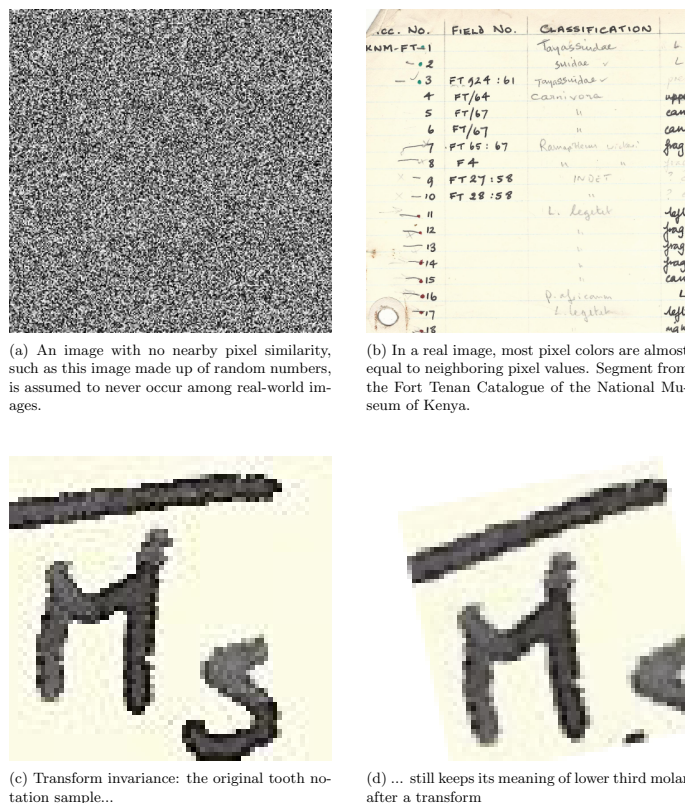 .CC. No. FIELD No. CLASSIFICATION
KNM-FT-1 Tayassuidae L
2 Suidae L
3 FT 924:61 Tayassuidae
4 FT/64 Carnivora
5 FT/67 "
6 FT/67 "
7 FT 65:67
8 F4 " "
9 FT 27:58 INDET ?
10 FT 28:58 " ?
11 L. legetet
12 "
13 "
14 "
15 "
16 P. africanus L
17 L. legetet
18
(a) An image with no nearby pixel similarity,
such as this image made up of random numbers,
is assumed to never occur among real-world im-
ages.
(b) In a real image, most pixel colors are almost
equal to neighboring pixel values. Segment from
the Fort Tenan Catalogue of the National Mu-
seum of Kenya.
M
S
M
(c) Transform invariance: the original tooth no-
tation sample...
(d) ... still keeps its meaning of lower third molar
after a transform